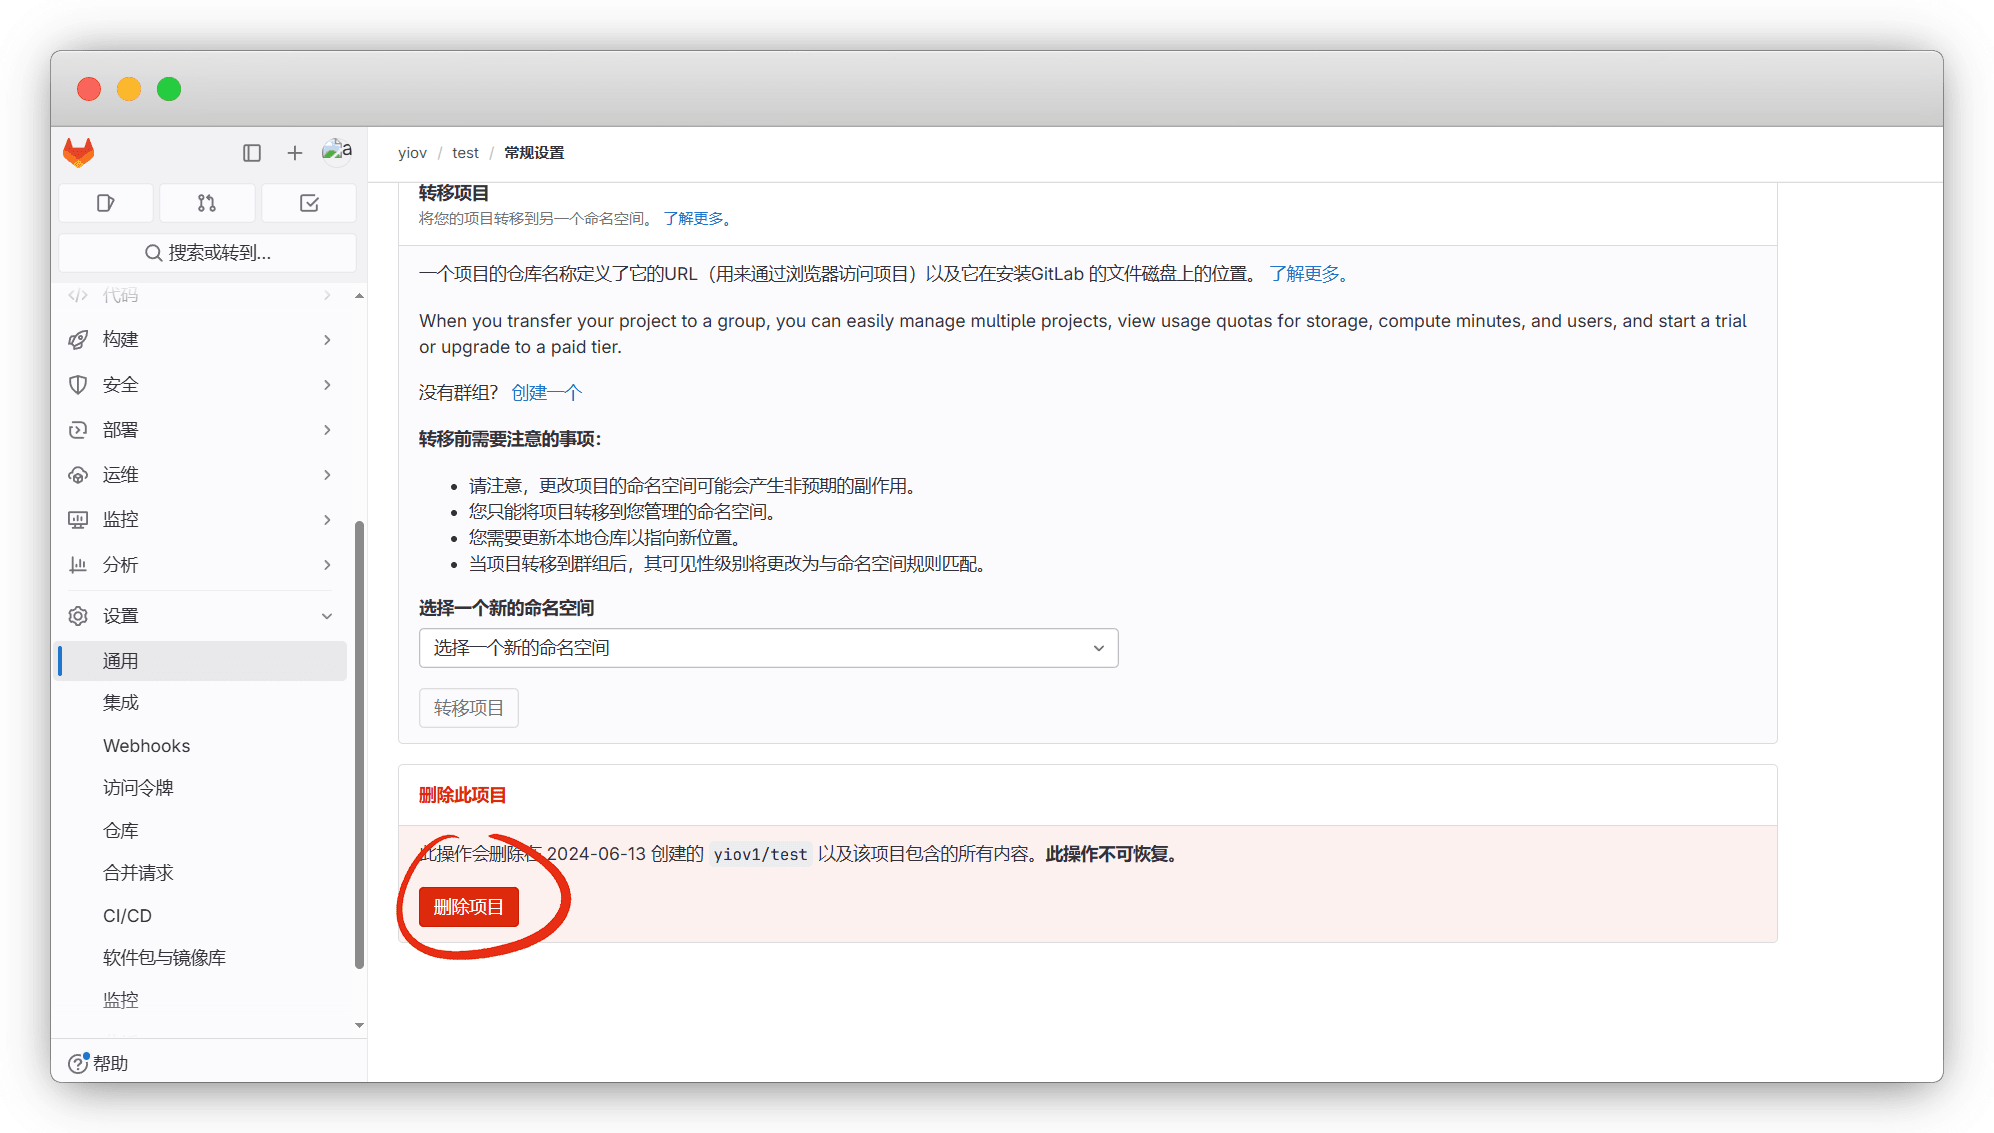 a
yiov / test / 常规设置
搜索或转到...
代码
构建
安全
部署
运维
监控
分析
设置
通用
集成
Webhooks
访问令牌
仓库
合并请求
CI/CD
软件包与镜像库
监控
帮助
转移项目
将您的项目转移到另一个命名空间。 了解更多。
一个项目的仓库名称定义了它的URL（用来通过浏览器访问项目）以及它在安装GitLab 的文件磁盘上的位置。 了解更多。
When you transfer your project to a group, you can easily manage multiple projects, view usage quotas for storage, compute minutes, and users, and start a trial
or upgrade to a paid tier.
没有群组？ 创建一个
转移前需要注意的事项：
请注意，更改项目的命名空间可能会产生非预期的副作用。
您只能将项目转移到您管理的命名空间。
您需要更新本地仓库以指向新位置。
当项目转移到群组后，其可见性级别将更改为与命名空间规则匹配。
选择一个新的命名空间
选择一个新的命名空间
转移项目
删除此项目
此操作会删除在 2024-06-13 创建的 yiov1/test 以及该项目包含的所有内容。此操作不可恢复。
删除项目